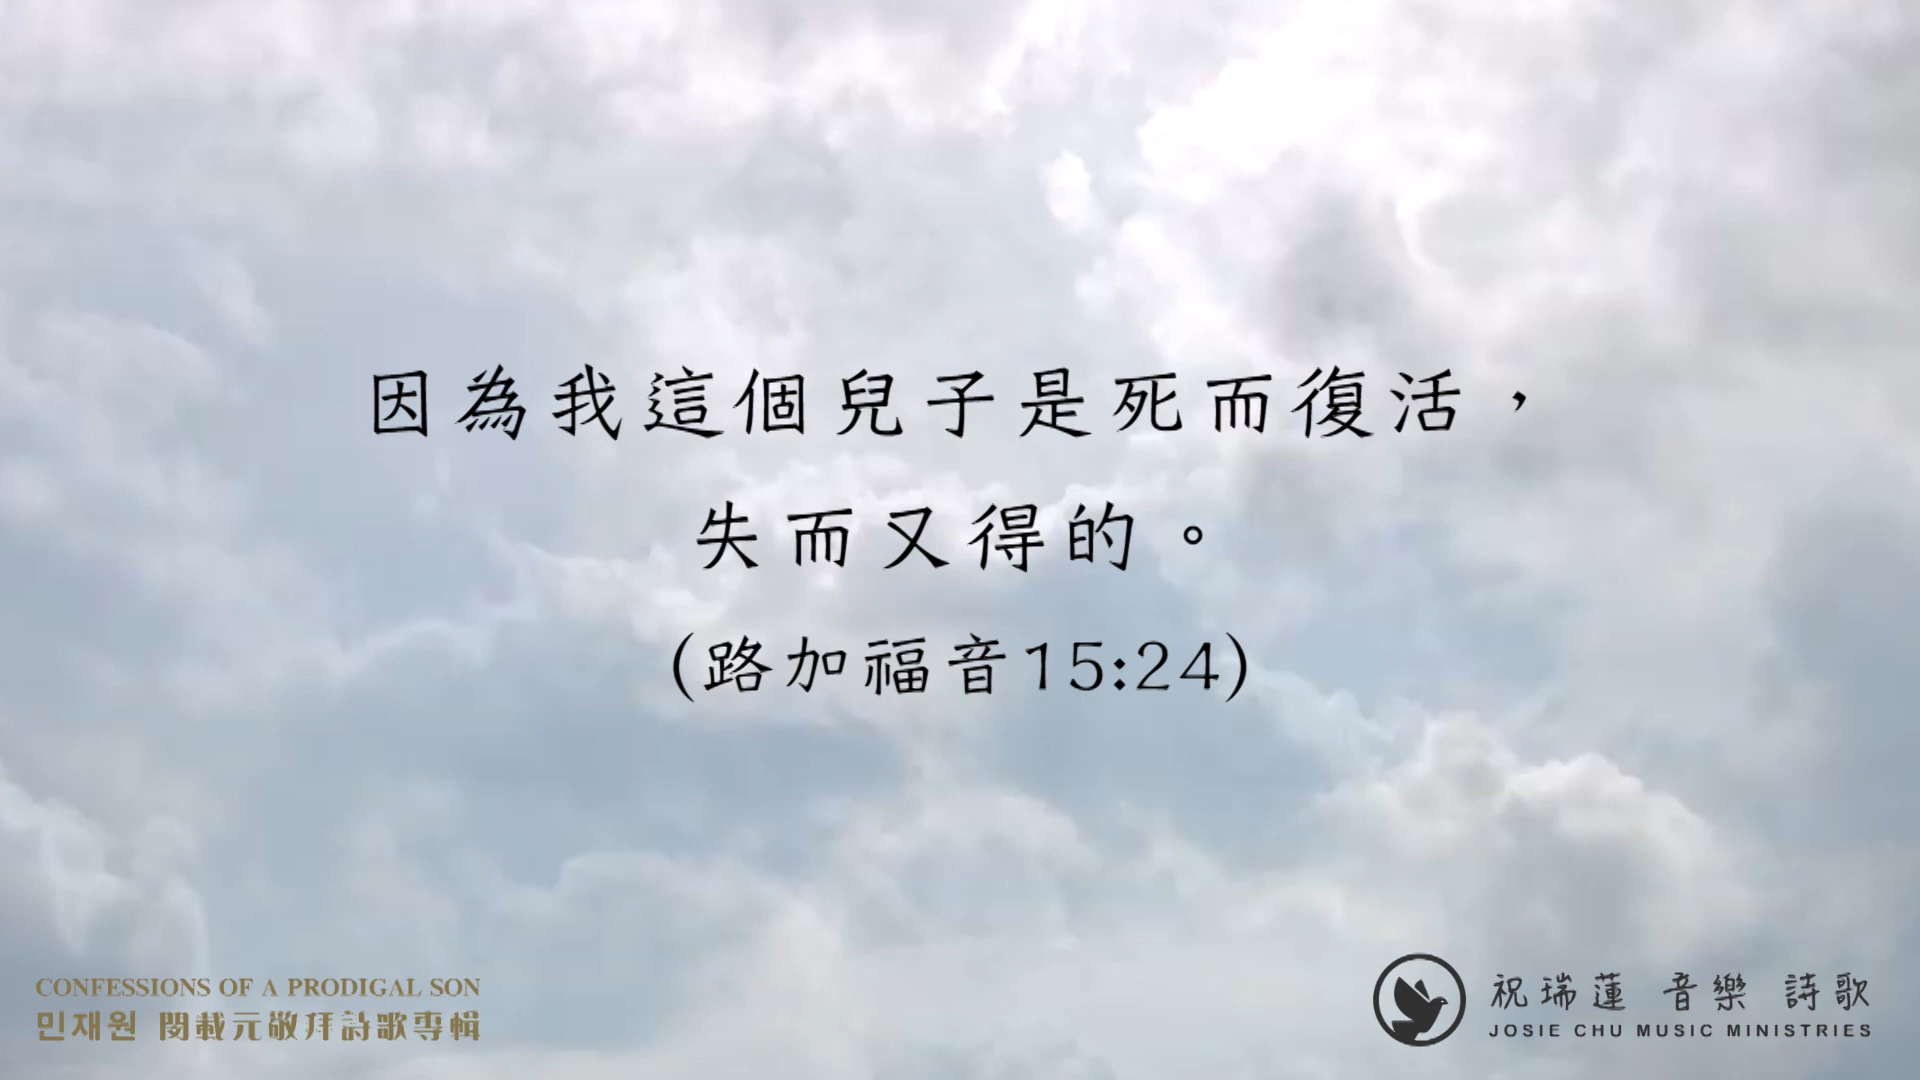 因為我這個兒子是死而復活，
失而又得的。
(路加福音15:24)
CONFESSIONS OF A PRODIGAL SON
민재원 閔載元敬拜詩歌專輯
祝瑞蓮 音樂 詩歌
JOSIE CHU MUSIC MINISTRIES